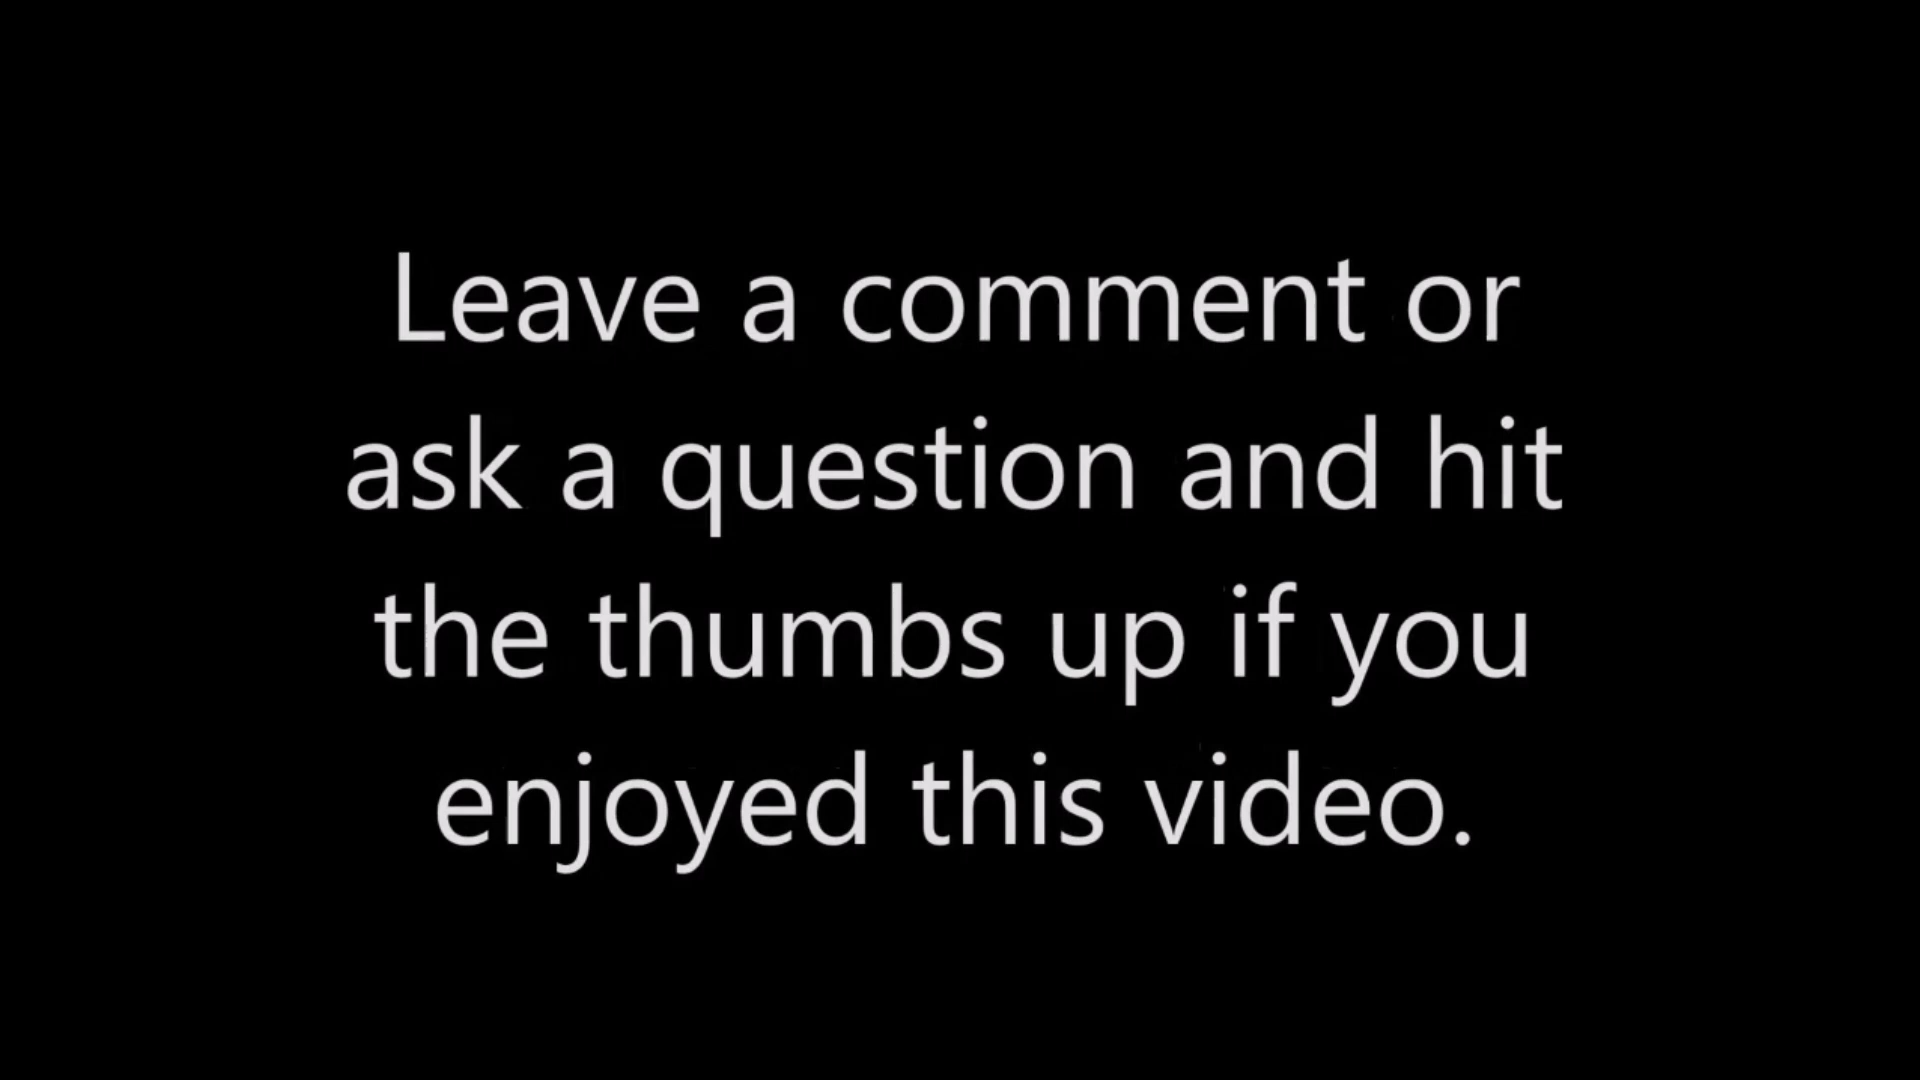 Leave a comment or
ask a question and hit
the thumbs up if you
enjoyed this video.